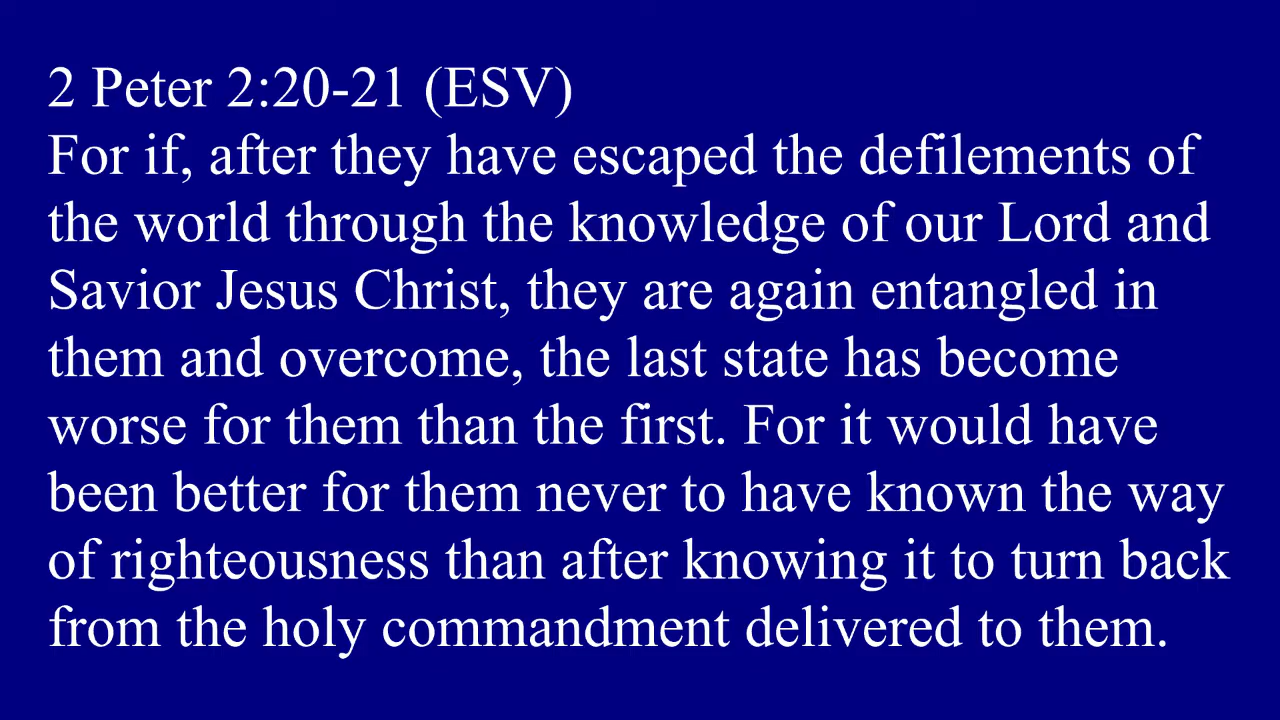 2 Peter 2:20-21 (ESV)
For if, after they have escaped the defilements of
the world through the knowledge of our Lord and
Savior Jesus Christ, they are again entangled in
them and overcome, the last state has become
worse for them than the first. For it would have
been better for them never to have known the way
of righteousness than after knowing it to turn back
from the holy commandment delivered to them.